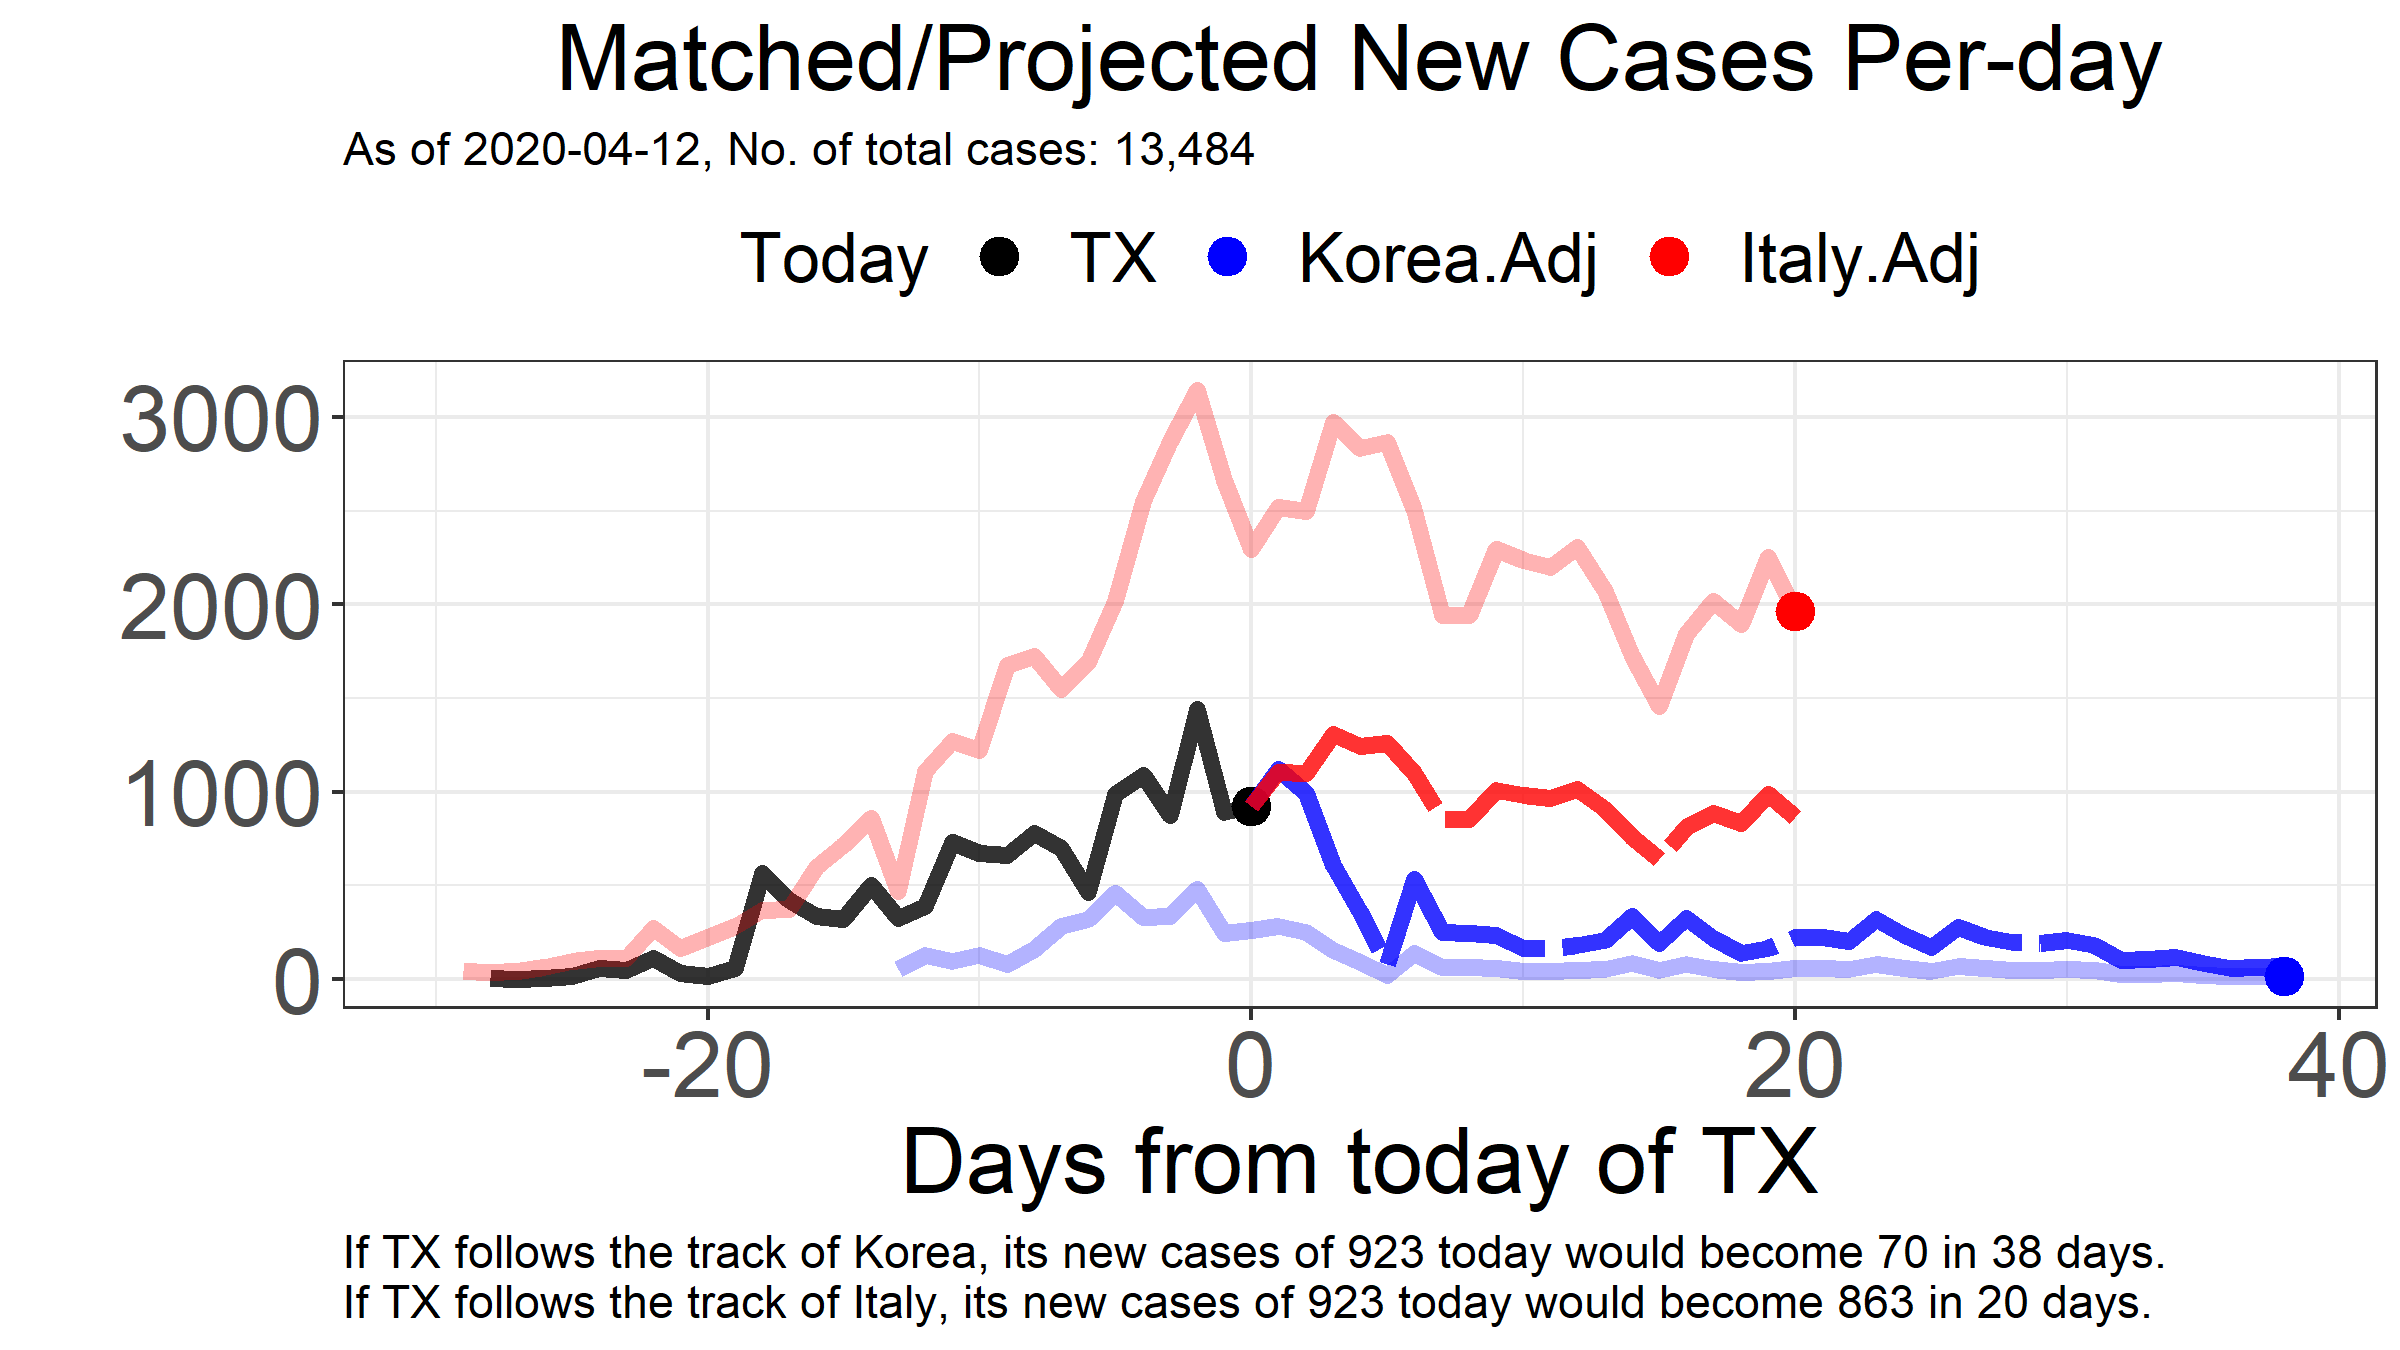 Matched/Projected New Cases Per-day
As of 2020-04-12, No. of total cases: 13,484
Today TX Korea.Adj Italy.Adj
3000
2000
1000
0
-20 0 20 40
Days from today of TX
If TX follows the track of Korea, its new cases of 923 today would become 70 in 38 days.
If TX follows the track of Italy, its new cases of 923 today would become 863 in 20 days.